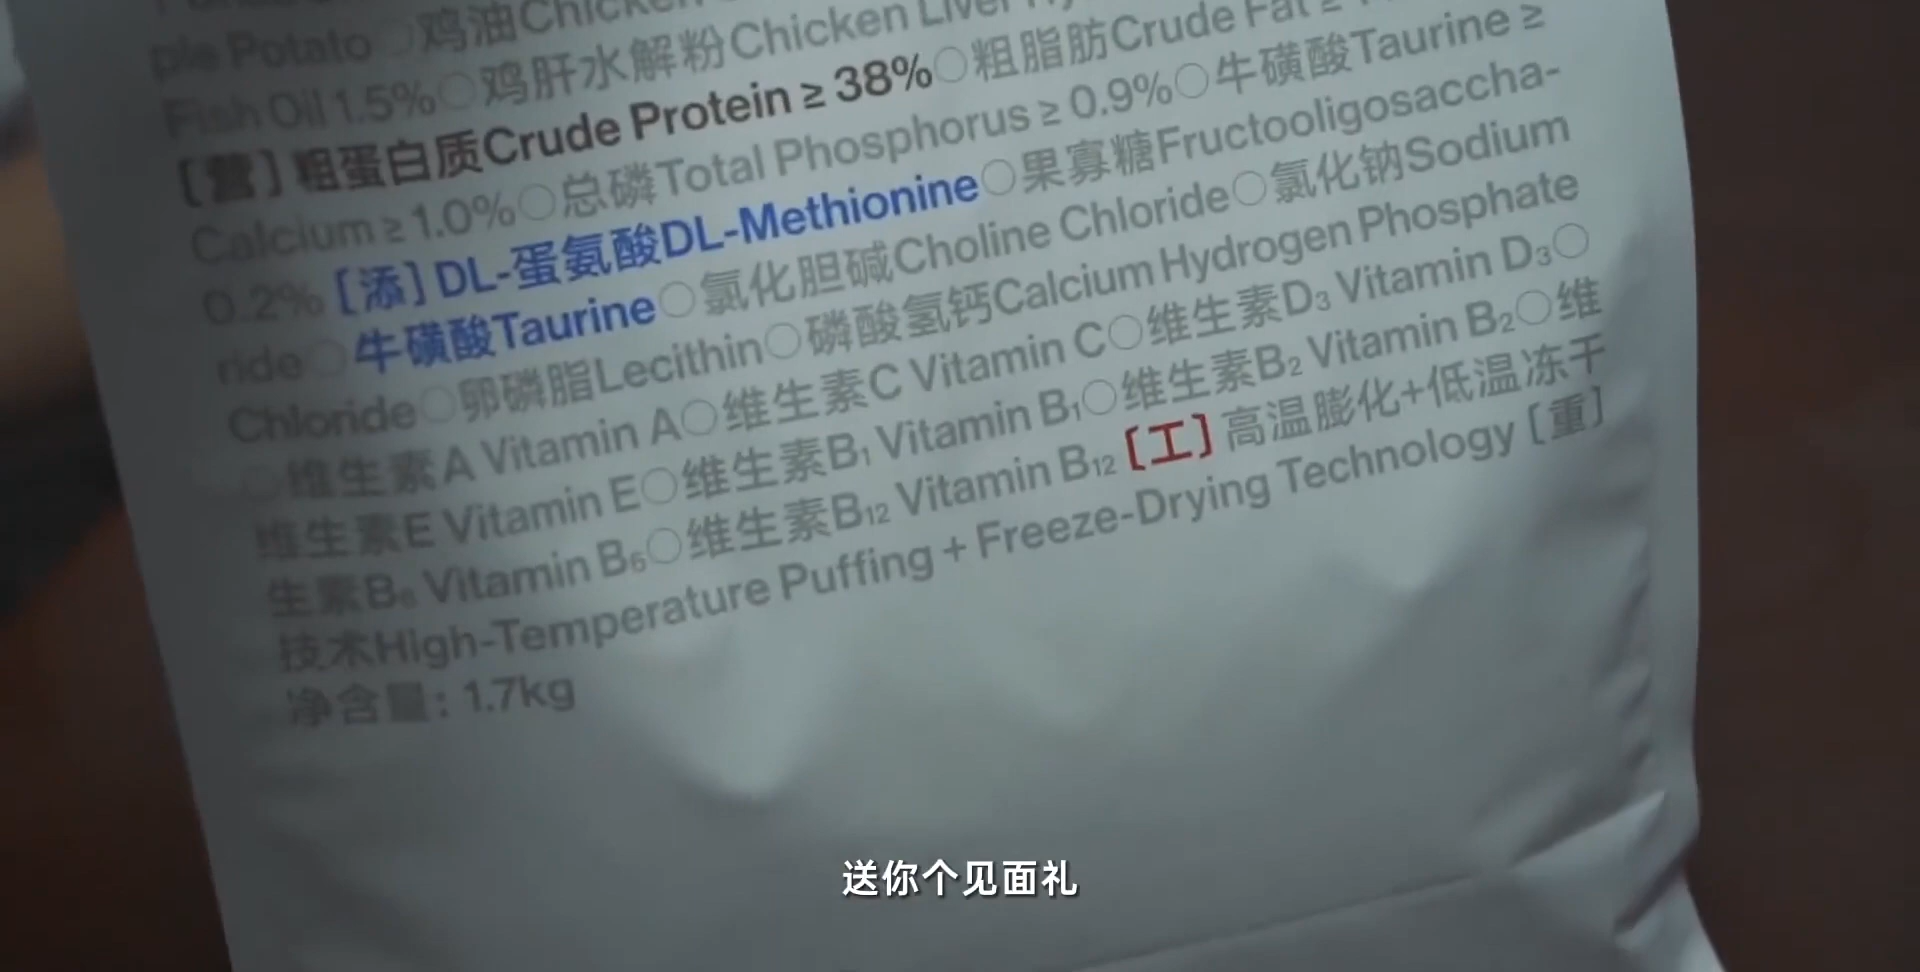 ple Potato○鸡油Chicken
Fish Oil 1.5%○鸡肝水解粉Chicken Liver
[营] 粗蛋白质Crude Protein ≥ 38%○粗脂肪Crude Fat ≥
Calcium ≥ 1.0%○总磷Total Phosphorus ≥ 0.9%○牛磺酸Taurine ≥
0.2% [添] DL-蛋氨酸DL-Methionine○果寡糖Fructooligosaccha-
ride○牛磺酸Taurine○氯化胆碱Choline Chloride○氯化钠Sodium
Chloride○卵磷脂Lecithin○磷酸氢钙Calcium Hydrogen Phosphate
○维生素A Vitamin A○维生素C Vitamin C○维生素D₃ Vitamin D₃○
维生素E Vitamin E○维生素B₁ Vitamin B₁○维生素B₂ Vitamin B₂○维
生素B₆ Vitamin B₆○维生素B₁₂ Vitamin B₁₂ [工] 高温膨化+低温冻干
技术High-Temperature Puffing + Freeze-Drying Technology [重]
净含量: 1.7kg
送你个见面礼